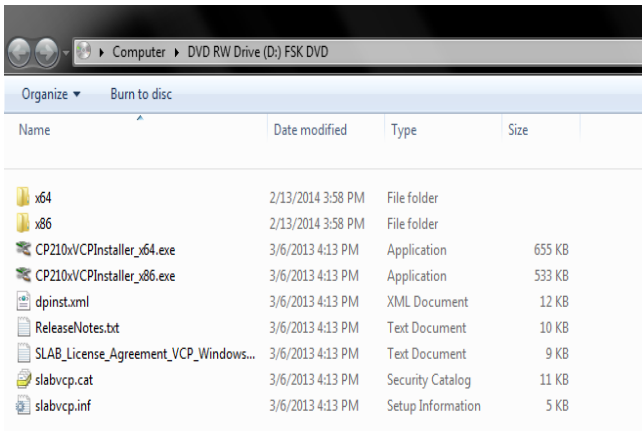 Computer DVD RW Drive (D:) FSK DVD
Organize Burn to disc
Name Date modified Type Size
x64 2/13/2014 3:58 PM File folder
x86 2/13/2014 3:58 PM File folder
CP210xVCPInstaller_x64.exe 3/6/2013 4:13 PM Application 655 KB
CP210xVCPInstaller_x86.exe 3/6/2013 4:13 PM Application 533 KB
dpinst.xml 3/6/2013 4:13 PM XML Document 12 KB
ReleaseNotes.txt 3/6/2013 4:13 PM Text Document 10 KB
SLAB_License_Agreement_VCP_Windows... 3/6/2013 4:13 PM Text Document 9 KB
slabvcp.cat 3/6/2013 4:13 PM Security Catalog 11 KB
slabvcp.inf 3/6/2013 4:13 PM Setup Information 5 KB